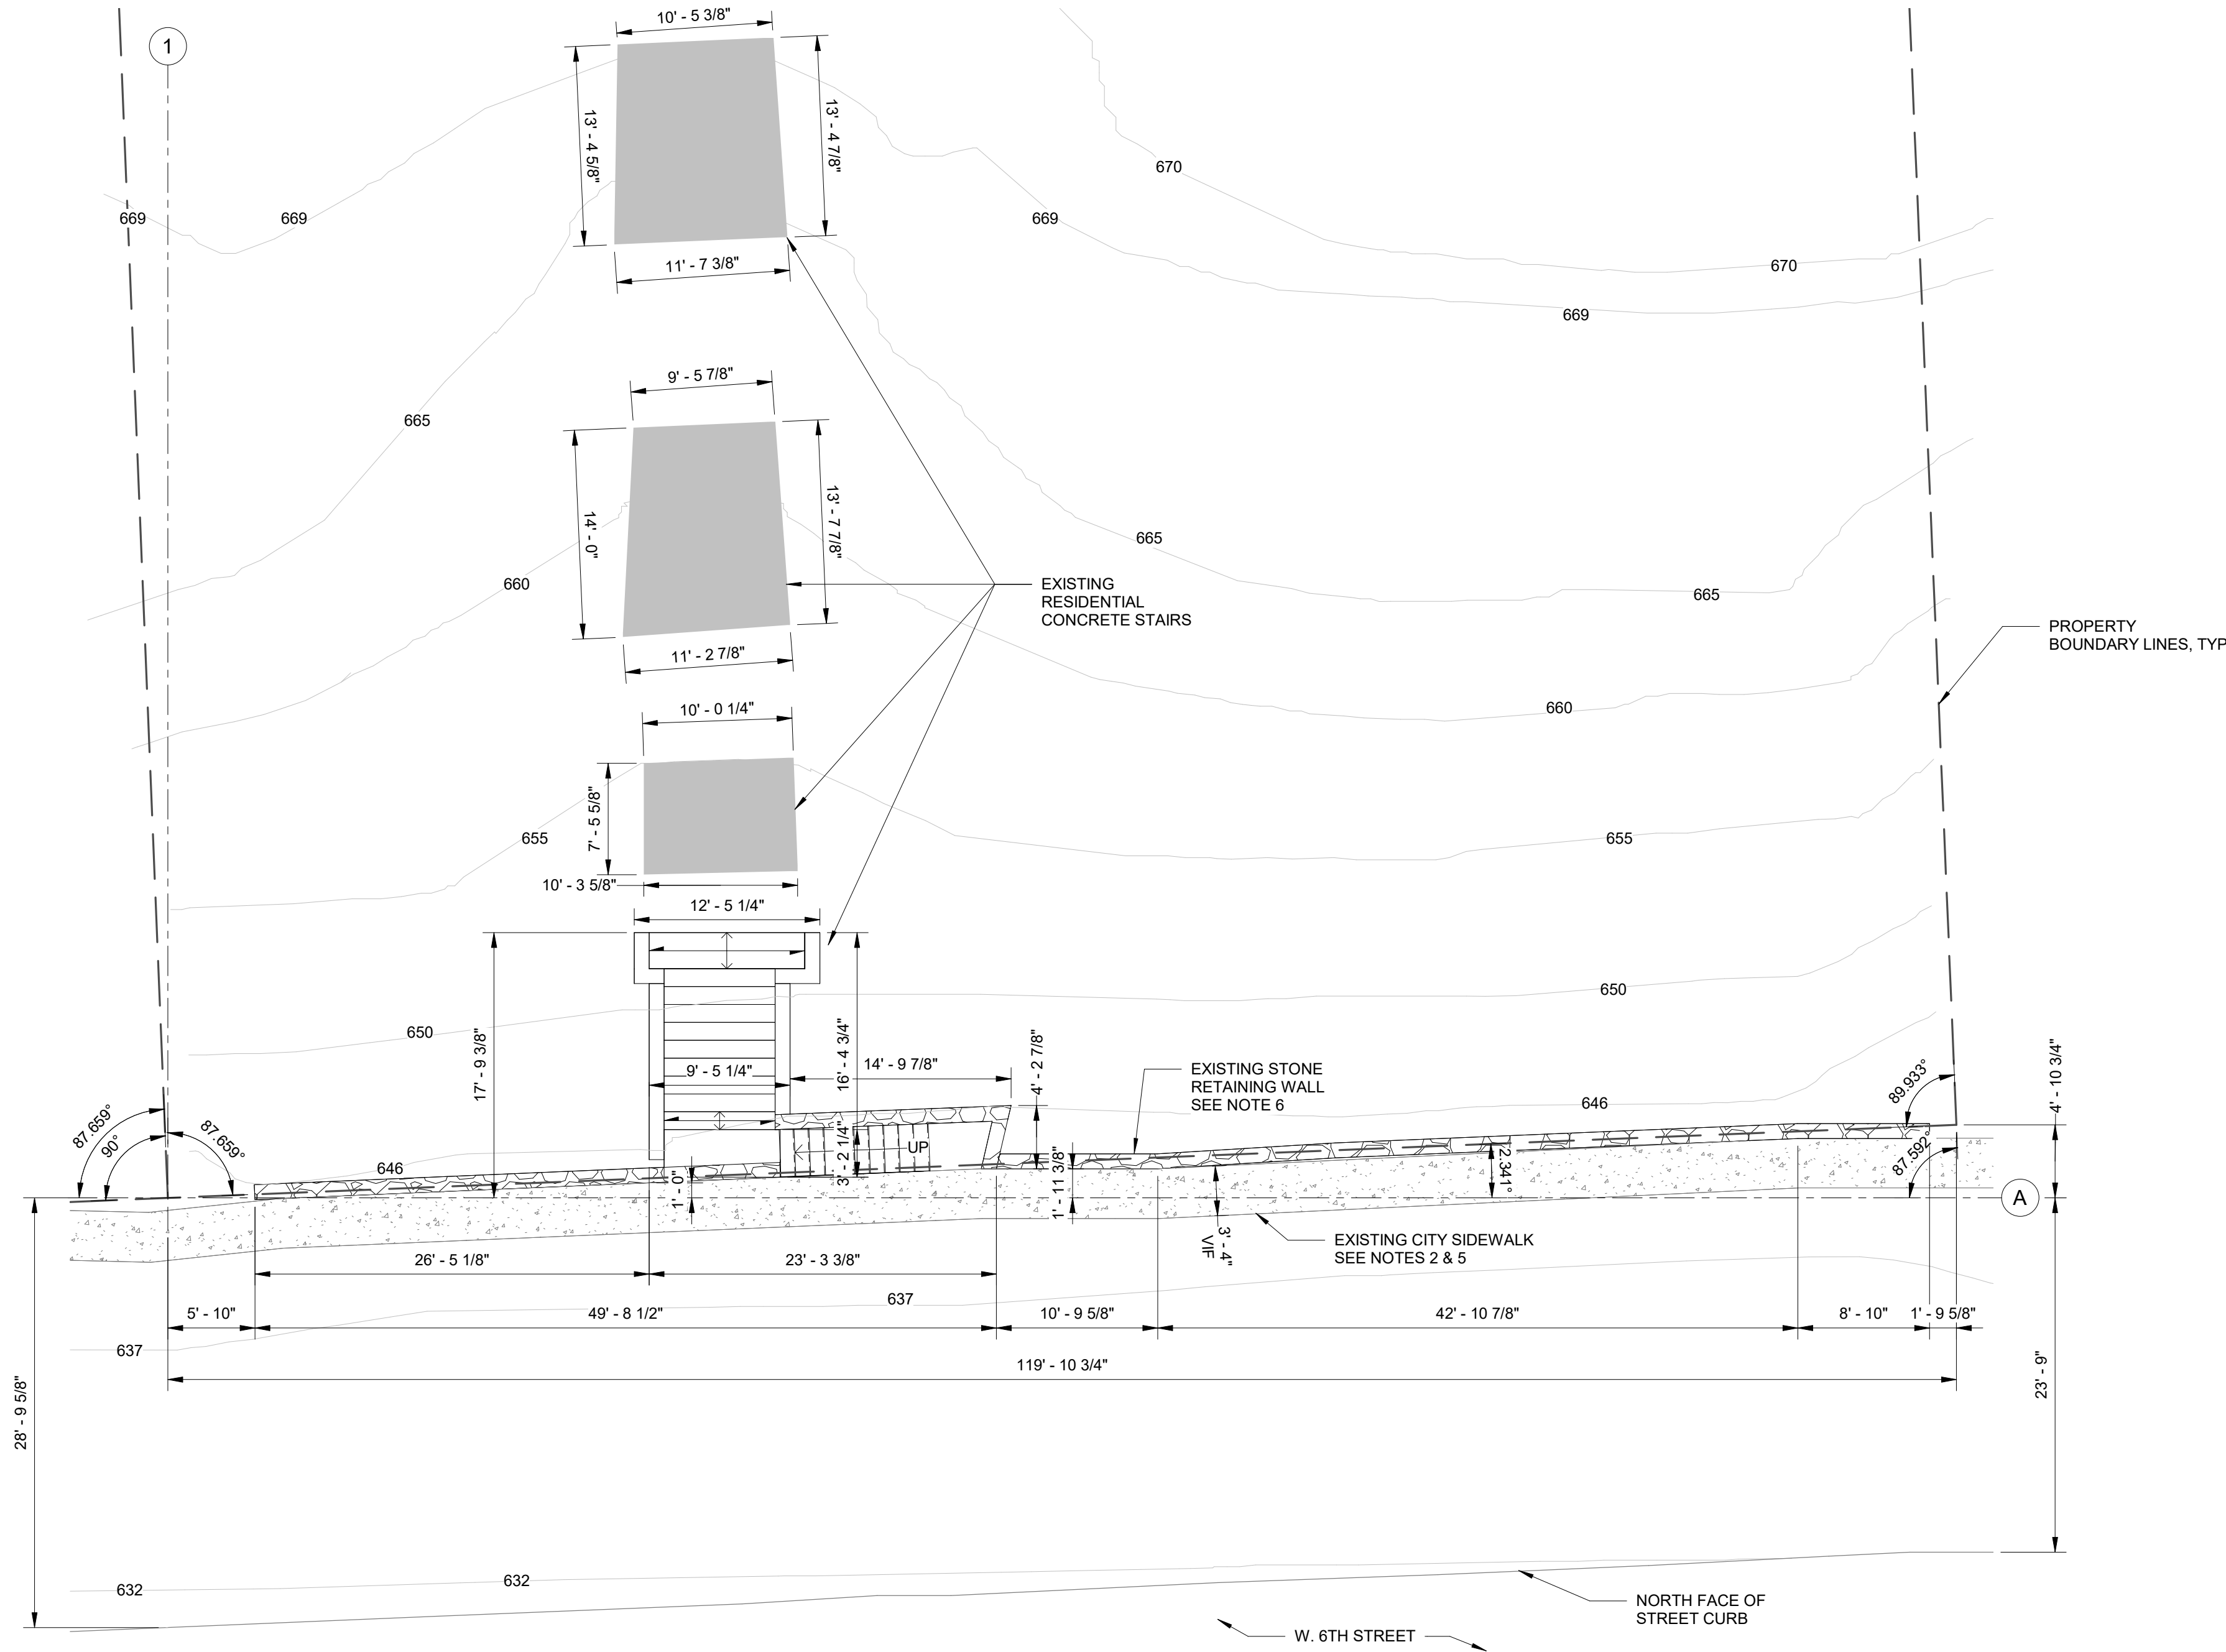 10' - 5 3/8"
1
13' - 4 5/8"
13' - 4 7/8"
670
669
669
669
11' - 7 3/8"
670
669
9' - 5 7/8"
665
14' - 0"
13' - 7 7/8"
665
660
EXISTING
RESIDENTIAL
CONCRETE STAIRS
665
PROPERTY
BOUNDARY LINES, TYP
11' - 2 7/8"
10' - 0 1/4"
660
7' - 5 5/8"
655
655
10' - 3 5/8"
12' - 5 1/4"
650
650
17' - 9 3/8"
16' - 4 3/4"
14' - 9 7/8"
4' - 2 7/8"
9' - 5 1/4"
EXISTING STONE
RETAINING WALL
SEE NOTE 6
646
89.933°
4' - 10 3/4"
87.659°
90°
87.659°
UP
3' - 2 1/4"
646
1' - 0"
1' - 11 3/8"
2.341°
87.592°
A
3' - 4"
VIF
EXISTING CITY SIDEWALK
SEE NOTES 2 & 5
26' - 5 1/8"
23' - 3 3/8"
637
5' - 10"
49' - 8 1/2"
10' - 9 5/8"
42' - 10 7/8"
8' - 10"
1' - 9 5/8"
637
119' - 10 3/4"
28' - 9 5/8"
23' - 9"
632
632
NORTH FACE OF
STREET CURB
W. 6TH STREET